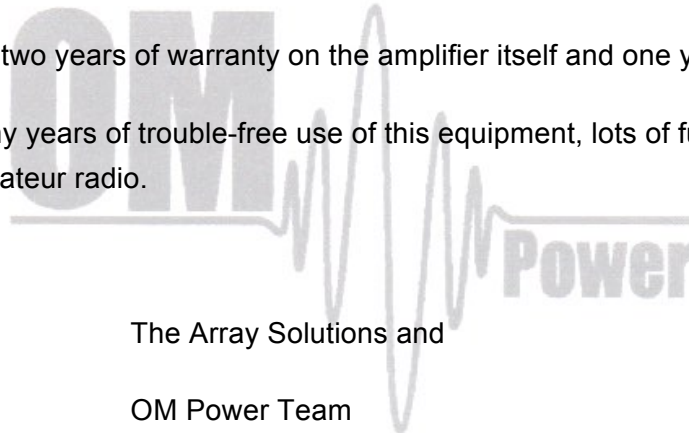 two years of warranty on the amplifier itself and one y
y years of trouble-free use of this equipment, lots of fu
ateur radio.
OM
Power
The Array Solutions and
OM Power Team